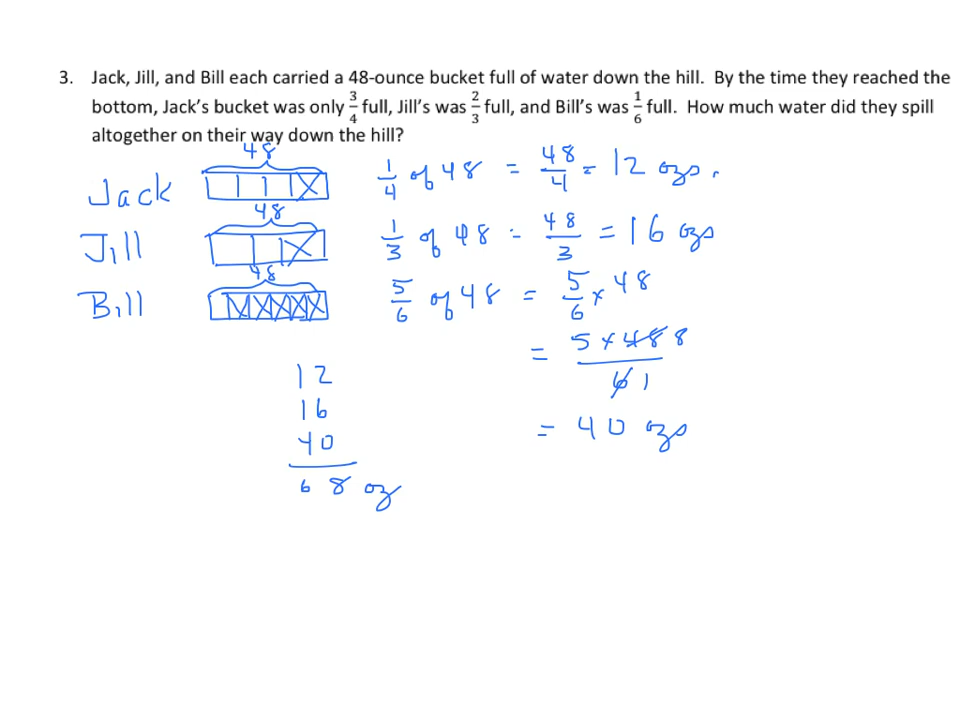 3. Jack, Jill, and Bill each carried a 48-ounce bucket full of water down the hill. By the time they reached the
bottom, Jack's bucket was only 3/4 full, Jill's was 2/3 full, and Bill's was 1/6 full. How much water did they spill
altogether on their way down the hill?
48
Jack 1/4 of 48 = 48/4 = 12 ozs.
48
Jill 1/3 of 48 = 48/3 = 16 ozs
48
Bill 5/6 of 48 = 5/6 × 48
= 5 × 48 8 / 6 1
= 40 ozs
12
16
40
68 oz